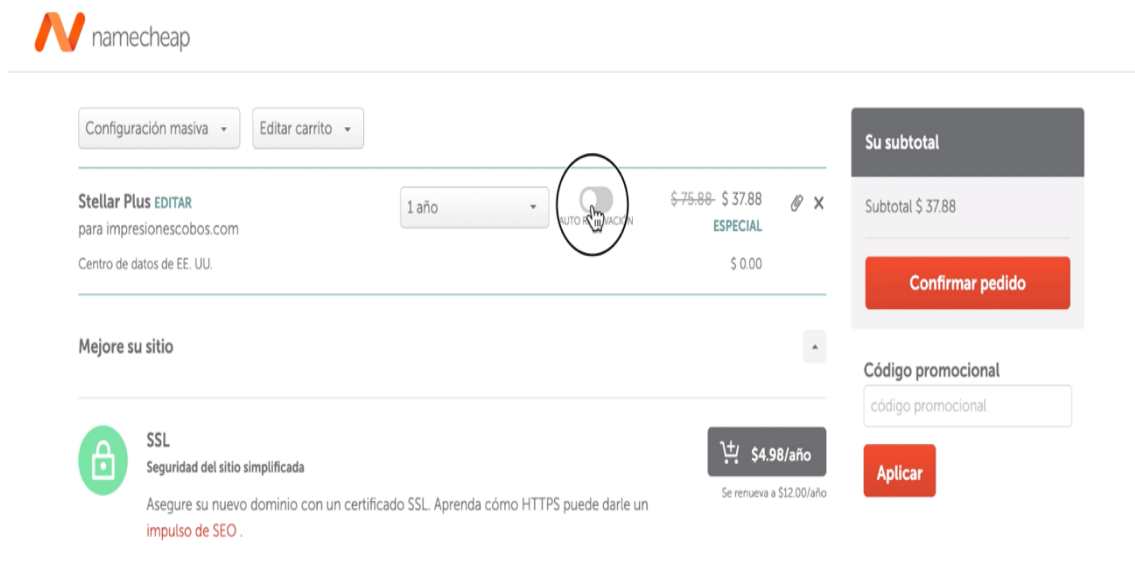 namecheap
Configuración masiva
Editar carrito
Su subtotal
Stellar Plus EDITAR
1 año
$ 75.88 $ 37.88
Subtotal $ 37.88
AUTO
para impresionescobos.com
ESPECIAL
Centro de datos de EE. UU.
$ 0.00
Confirmar pedido
Mejore su sitio
Código promocional
código promocional
SSL
Seguridad del sitio simplificada
$4.98/año
Aplicar
Se renueva a $12.00/año
Asegure su nuevo dominio con un certificado SSL. Aprenda cómo HTTPS puede darle un
impulso de SEO .